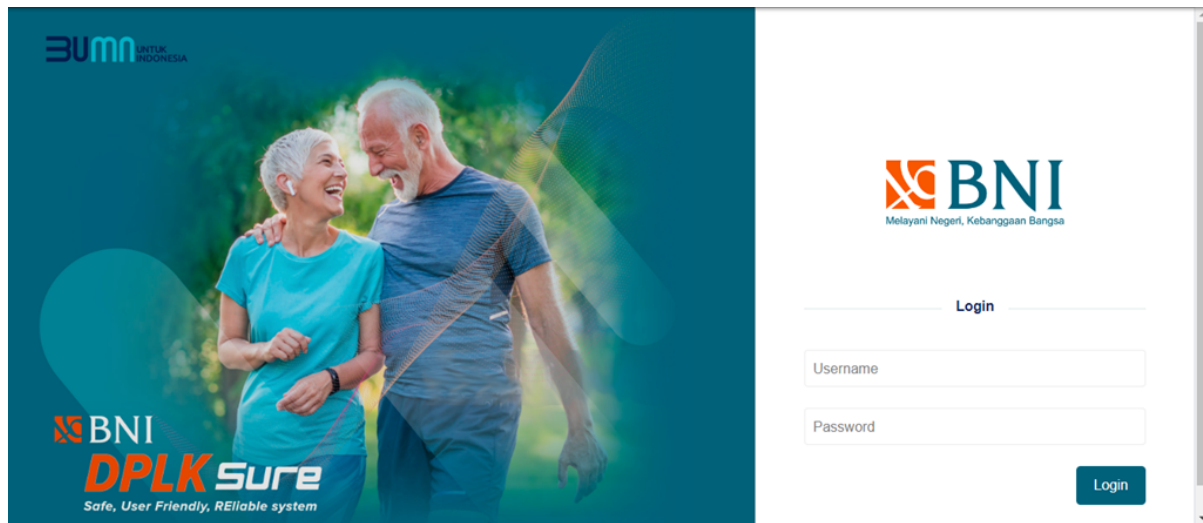 BUMN UNTUK
INDONESIA
BNI
DPLK Sure
Safe, User Friendly, REliable system
BNI
Melayani Negeri, Kebanggaan Bangsa
Login
Username
Password
Login